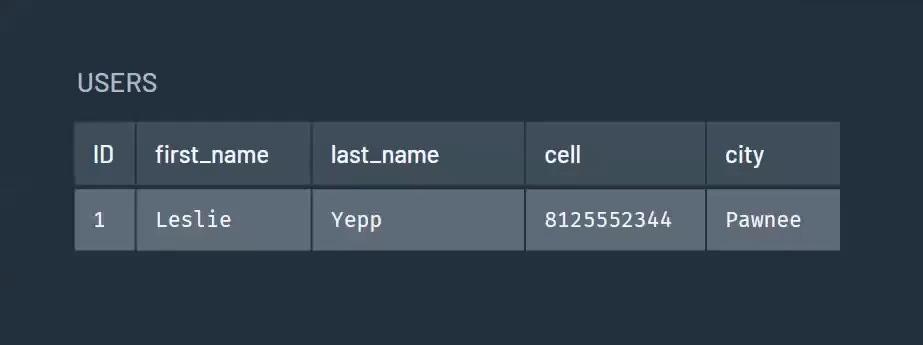 USERS
ID first_name last_name cell city
1 Leslie Yepp 8125552344 Pawnee